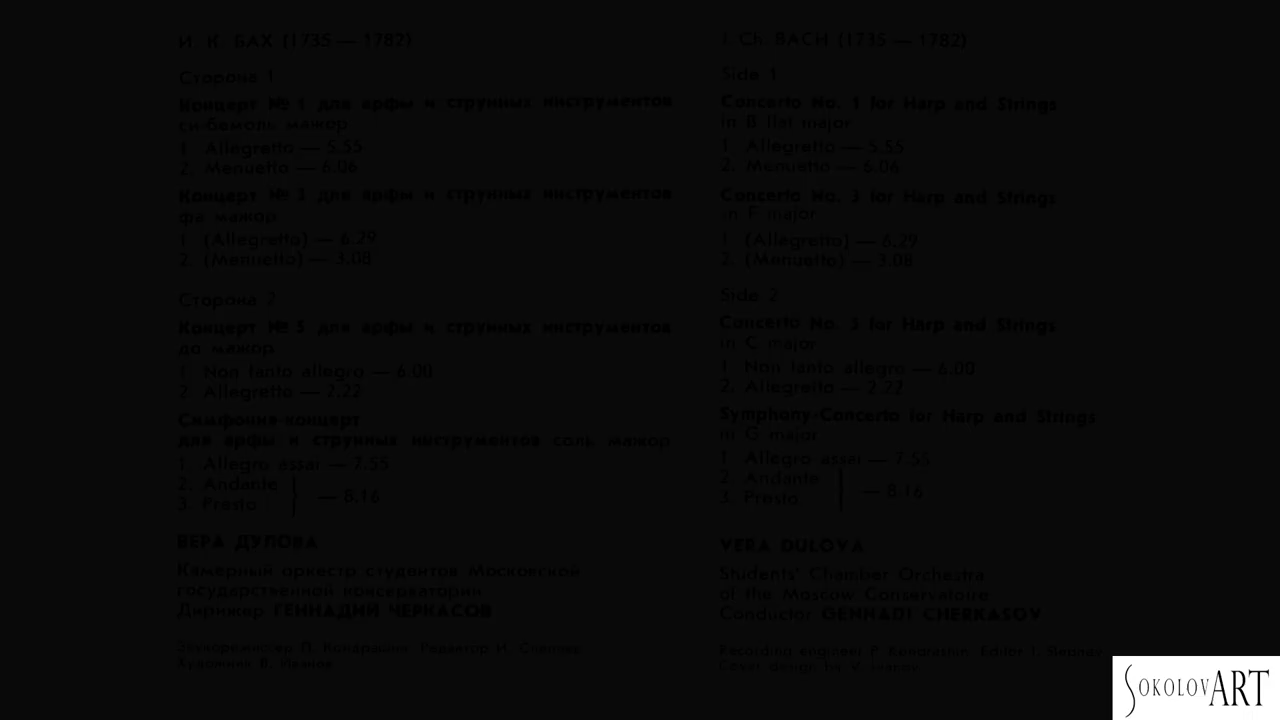 И. К. БАХ (1735 — 1782)
Сторона 1
Концерт № 1 для арфы и струнных инструментов
си-бемоль мажор
1. Allegretto — 5.55
2. Menuetto — 6.06
Концерт № 3 для арфы и струнных инструментов
фа мажор
1. (Allegretto) — 6.29
2. (Menuetto) — 3.08
Сторона 2
Концерт № 5 для арфы и струнных инструментов
до мажор
1. Non tanto allegro — 6.00
2. Allegretto — 2.22
Симфония-концерт
для арфы и струнных инструментов соль мажор
1. Allegro assai — 7.55
2. Andante
3. Presto
— 8.16
ВЕРА ДУЛОВА
Камерный оркестр студентов Московской
государственной консерватории
Дирижер ГЕННАДИЙ ЧЕРКАСОВ
Звукорежиссер П. Кондрашин. Редактор И. Слепнев
Художник В. Иванов
I. Ch. BACH (1735 — 1782)
Side 1
Concerto No. 1 for Harp and Strings
in B flat major
1. Allegretto — 5.55
2. Menuetto — 6.06
Concerto No. 3 for Harp and Strings
in F major
1. (Allegretto) — 6.29
2. (Menuetto) — 3.08
Side 2
Concerto No. 5 for Harp and Strings
in C major
1. Non tanto allegro — 6.00
2. Allegretto — 2.22
Symphony-Concerto for Harp and Strings
in G major
1. Allegro assai — 7.55
2. Andante
3. Presto
— 8.16
VERA DULOVA
Students' Chamber Orchestra
of the Moscow Conservatoire
Conductor GENNADI CHERKASOV
Recording engineer P. Kondrashin. Editor I. Slepnev
Cover design by V. Ivanov
SOKOLOVART